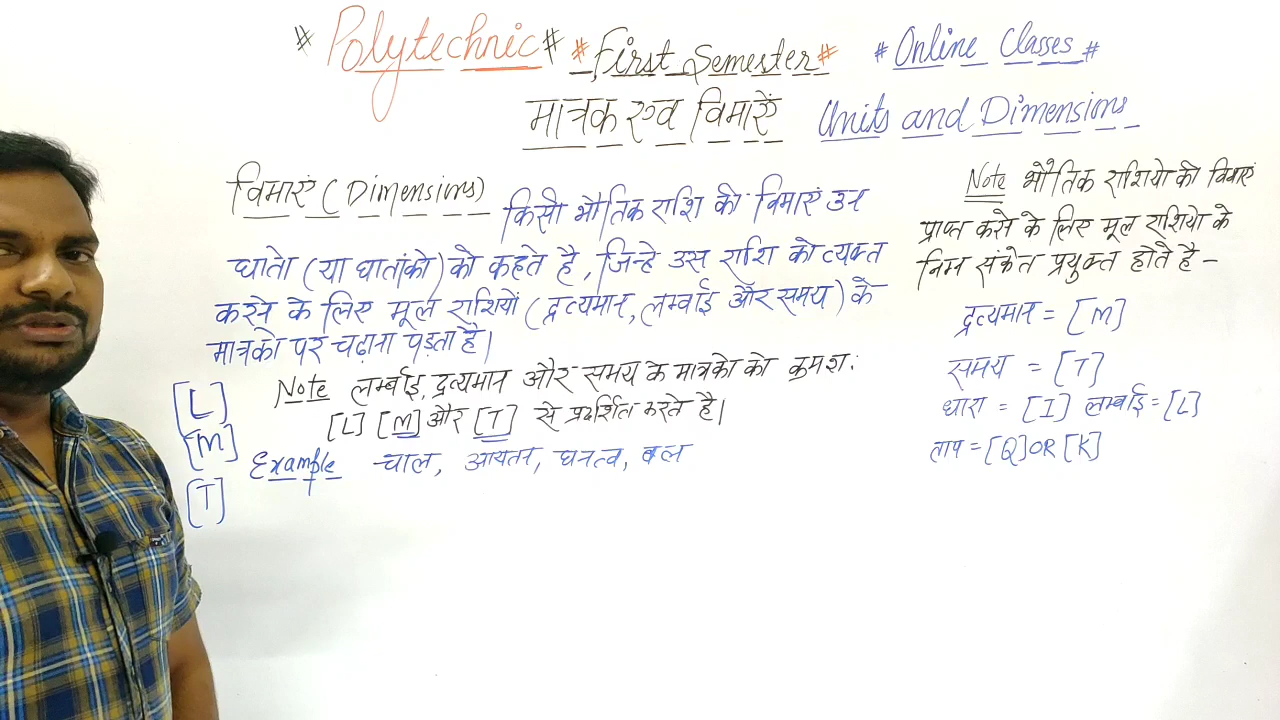 # Polytechnic # # First Semester # # Online Classes #
मात्रक एव विमाऐं Units and Dimensions
विमाएं (Dimensions)
किसी भौतिक राशि की विमाएं उन
घातो (या घातांको) को कहते है, जिन्हे उस राशि को व्यक्त
करने के लिए मूल राशियों (द्रव्यमान, लम्बाई और समय) के
मात्रको पर चढ़ाना पड़ता है।
Note लम्बाई, द्रव्यमान और समय के मात्रको को क्रमश:
[L] [M] और [T] से प्रदर्शित करते है।
Example चाल, आयतन, घनत्व, बल
[L]
[M]
[T]
Note भौतिक राशियो की विमाएं
प्राप्त करने के लिए मूल राशियो के
निम्न संकेत प्रयुक्त होते है -
द्रव्यमान = [M]
समय = [T]
धारा = [I] लम्बाई = [L]
ताप = [Q] OR [K]